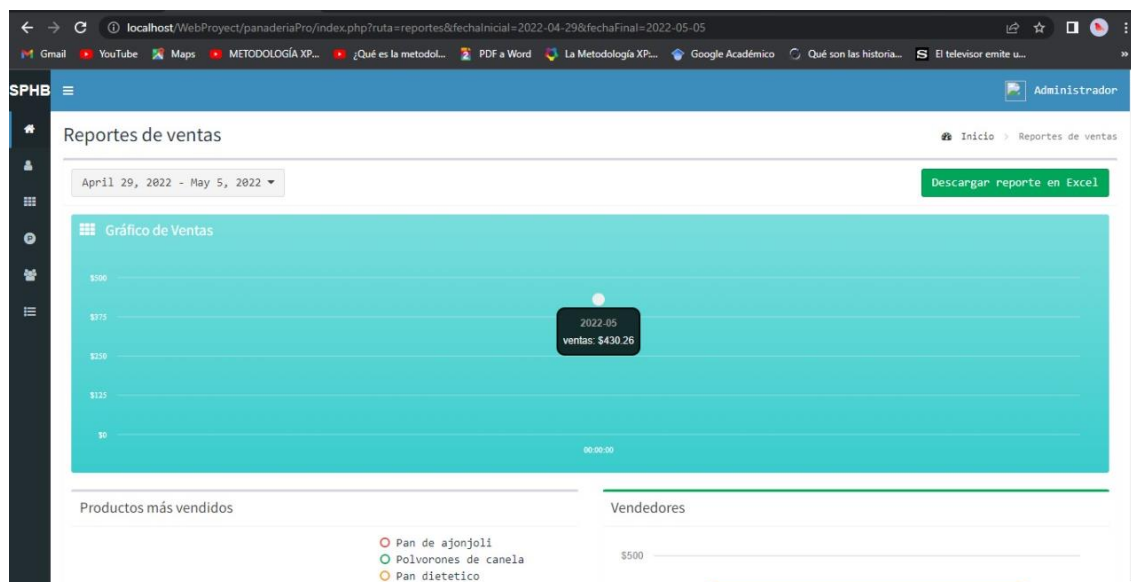 localhost/WebProyect/panaderiaPro/index.php?ruta=reportes&fechaInicial=2022-04-29&fechaFinal=2022-05-05
Gmail YouTube Maps METODOLOGÍA XP... ¿Qué es la metodol... PDF a Word La Metodología XP:... Google Académico Qué son las historia... El televisor emite u... »
SPHB Administrador
Reportes de ventas Inicio > Reportes de ventas
April 29, 2022 - May 5, 2022 Descargar reporte en Excel
Gráfico de Ventas
$500
$375
2022-05
ventas: $430.26
$250
$125
$0
00:00:00
Productos más vendidos Vendedores
Pan de ajonjoli
Polvorones de canela
Pan dietetico
$500